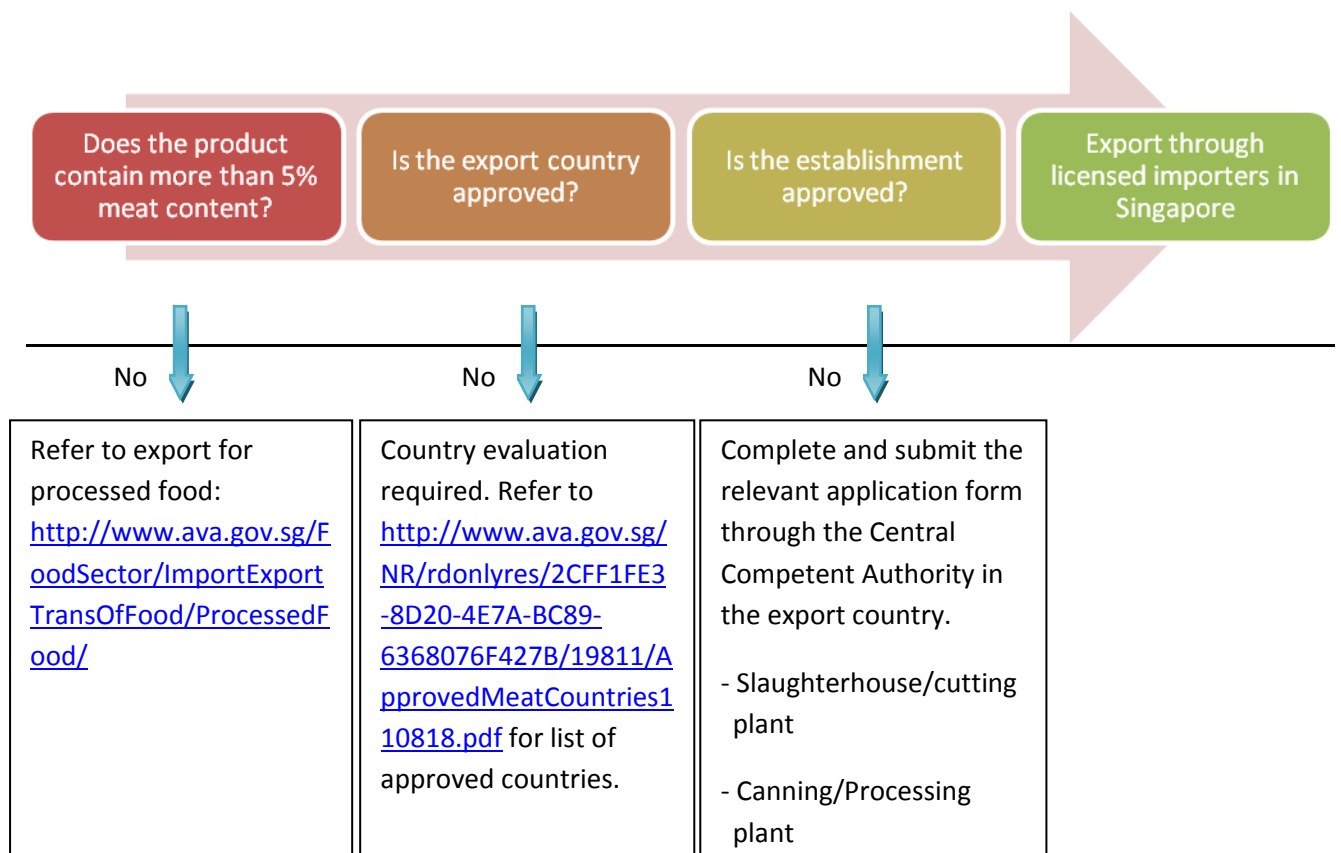 Does the product
contain more than 5%
meat content?
Is the export country
approved?
Is the establishment
approved?
Export through
licensed importers in
Singapore
No
No
No
Refer to export for
processed food:
http://www.ava.gov.sg/F
oodSector/ImportExport
TransOfFood/ProcessedF
ood/
Country evaluation
required. Refer to
http://www.ava.gov.sg/
NR/rdonlyres/2CFF1FE3
-8D20-4E7A-BC89-
6368076F427B/19811/A
pprovedMeatCountries1
10818.pdf for list of
approved countries.
Complete and submit the
relevant application form
through the Central
Competent Authority in
the export country.
- Slaughterhouse/cutting
plant
- Canning/Processing
plant